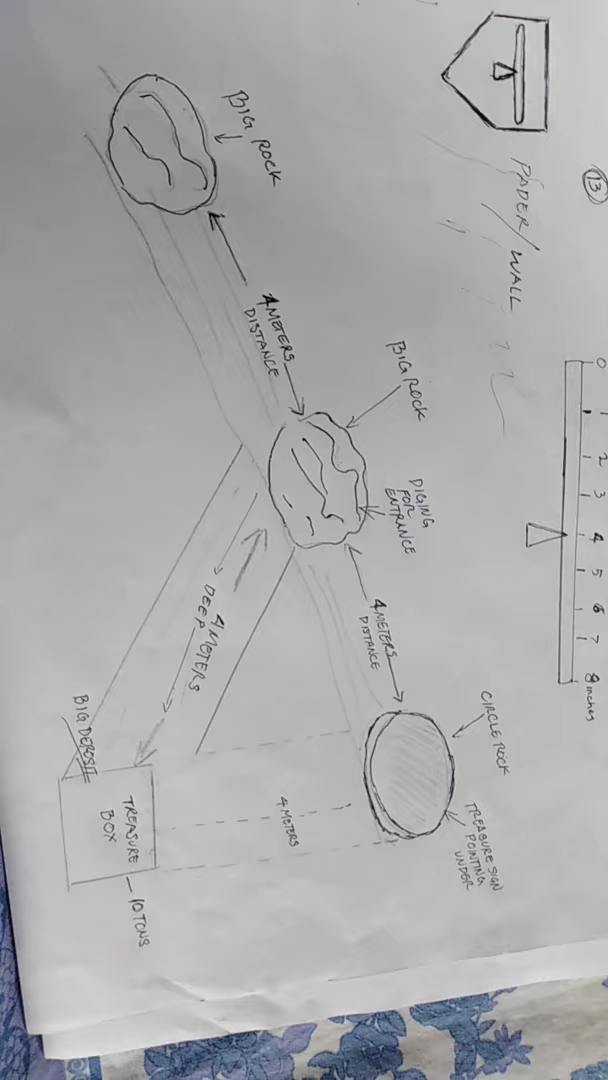 13
PADER/WALL
0 1 2 3 4 5 6 7 8 inches
BIG ROCK
4 METERS
DISTANCE
BIG ROCK
DIGING
FOR
ENTRANCE
4 METERS
DISTANCE
CIRCLE ROCK
TREASURE SIGN
POINTING
UNDER
4 METERS
DEEP
4 METERS
BIG DEPOSIT
TREASURE
BOX
10 TONS